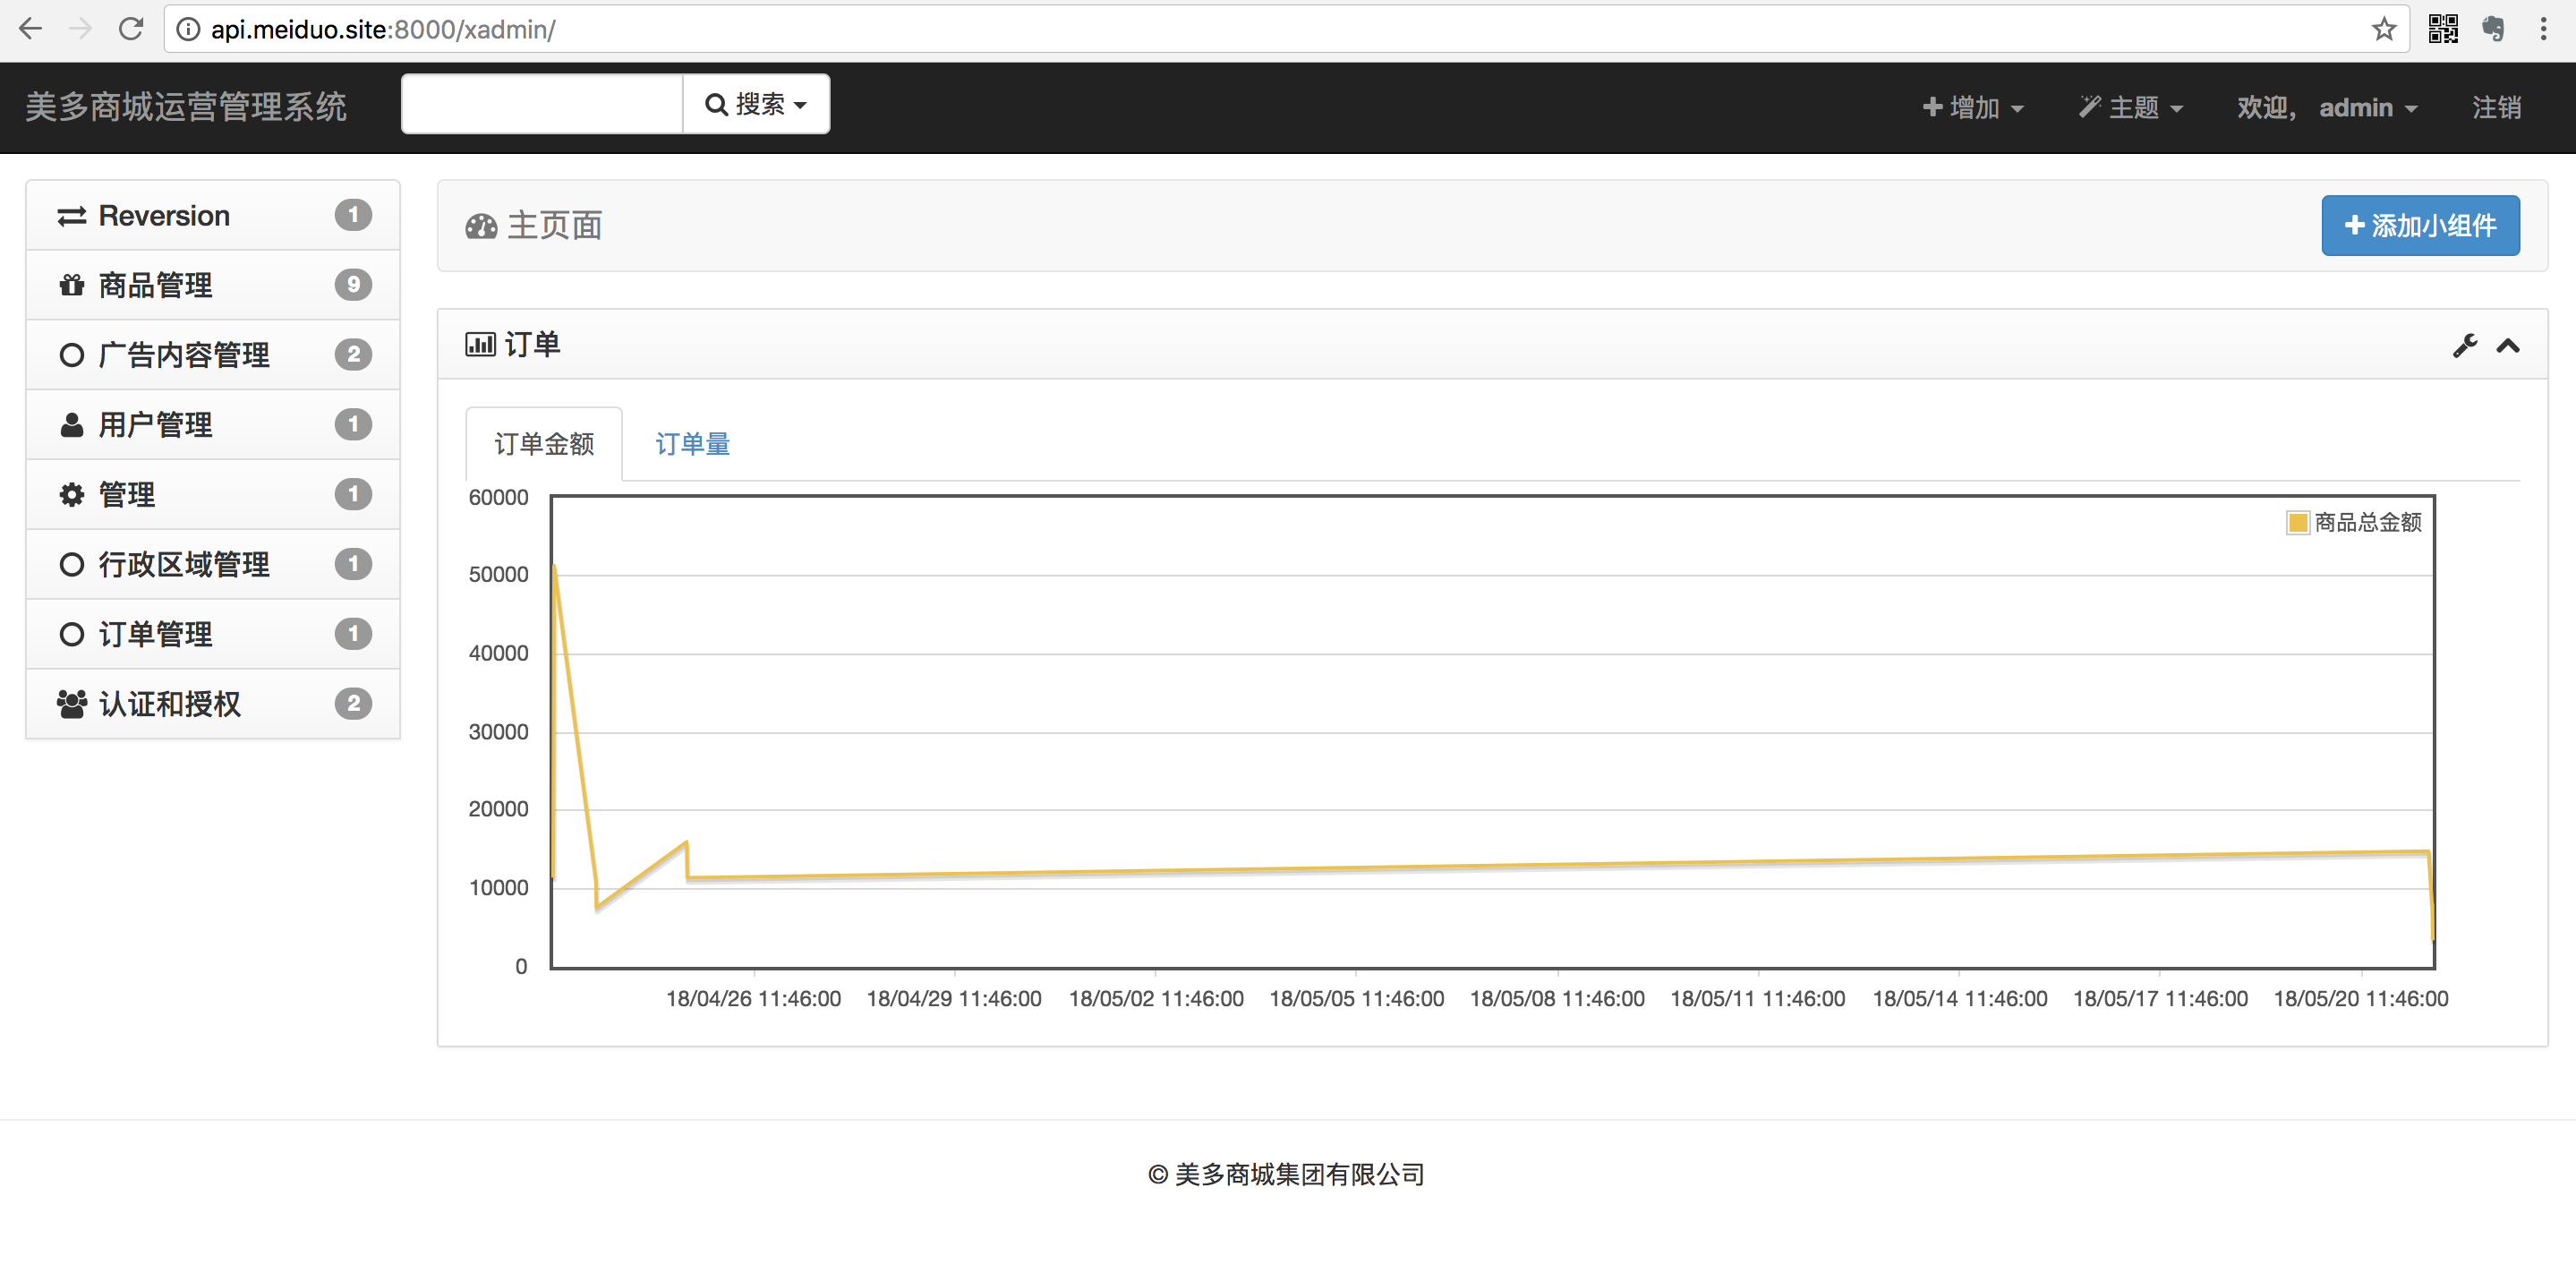 api.meiduo.site:8000/xadmin/
美多商城运营管理系统 搜索 增加 主题 欢迎， admin 注销
Reversion 1
商品管理 9
广告内容管理 2
用户管理 1
管理 1
行政区域管理 1
订单管理 1
认证和授权 2
主页面 添加小组件
订单
订单金额 订单量
商品总金额
60000
50000
40000
30000
20000
10000
0
18/04/26 11:46:00 18/04/29 11:46:00 18/05/02 11:46:00 18/05/05 11:46:00 18/05/08 11:46:00 18/05/11 11:46:00 18/05/14 11:46:00 18/05/17 11:46:00 18/05/20 11:46:00
© 美多商城集团有限公司